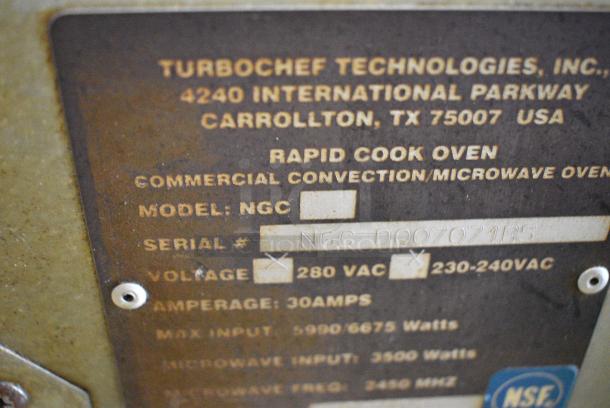 TURBOCHEF TECHNOLOGIES, INC.,
4240 INTERNATIONAL PARKWAY
CARROLLTON, TX 75007 USA
RAPID COOK OVEN
COMMERCIAL CONVECTION/MICROWAVE OVEN
MODEL: NGC
SERIAL #
VOLTAGE X 280 VAC X 230-240VAC
AMPERAGE: 30AMPS
MAX INPUT: 5990/6675 Watts
MICROWAVE INPUT: 3500 Watts
MICROWAVE FREQ: 2450 MHZ
NSF